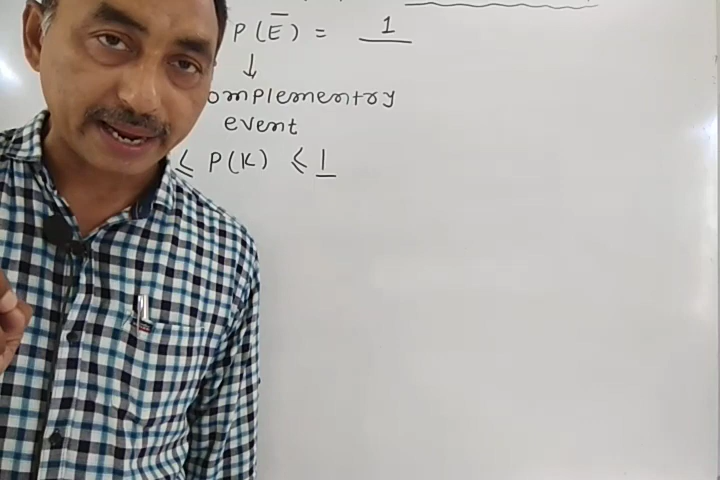 P(E̅) = 1
↓
omplementry
event
≤ P(K) ≤ 1